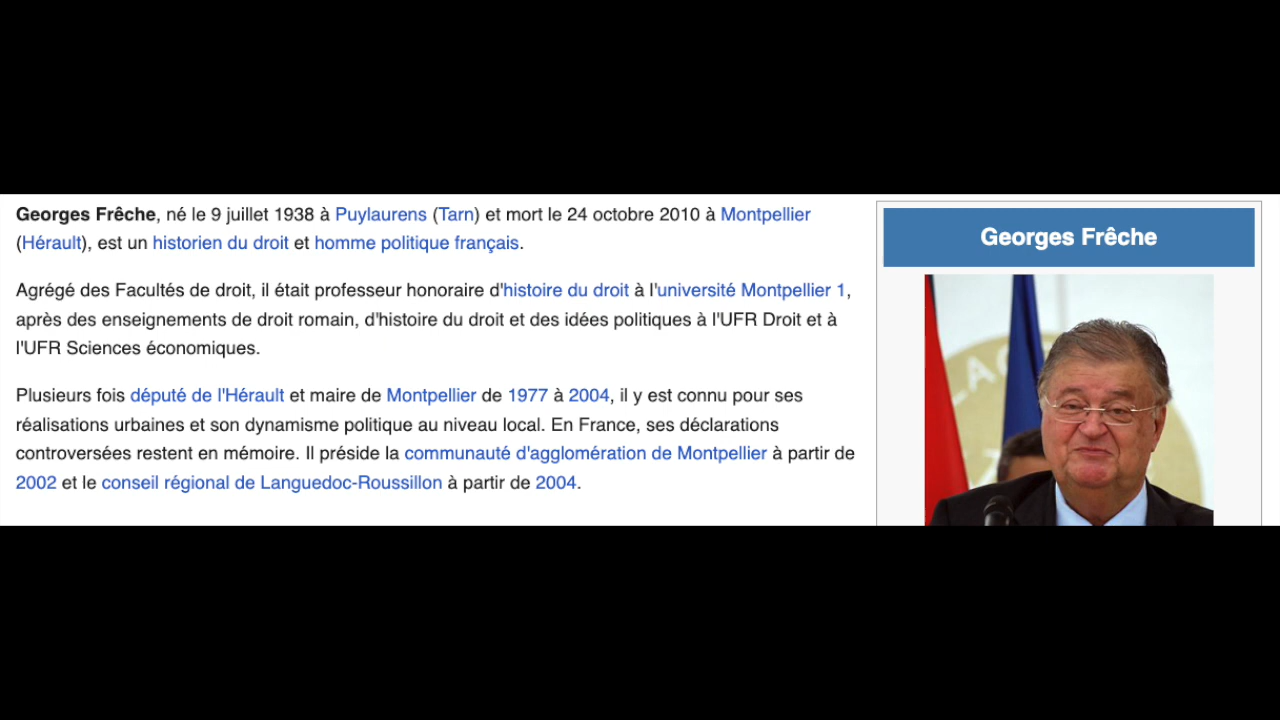 Georges Frêche, né le 9 juillet 1938 à Puylaurens (Tarn) et mort le 24 octobre 2010 à Montpellier
(Hérault), est un historien du droit et homme politique français.
Agrégé des Facultés de droit, il était professeur honoraire d'histoire du droit à l'université Montpellier 1,
après des enseignements de droit romain, d'histoire du droit et des idées politiques à l'UFR Droit et à
l'UFR Sciences économiques.
Plusieurs fois député de l'Hérault et maire de Montpellier de 1977 à 2004, il y est connu pour ses
réalisations urbaines et son dynamisme politique au niveau local. En France, ses déclarations
controversées restent en mémoire. Il préside la communauté d'agglomération de Montpellier à partir de
2002 et le conseil régional de Languedoc-Roussillon à partir de 2004.
Georges Frêche